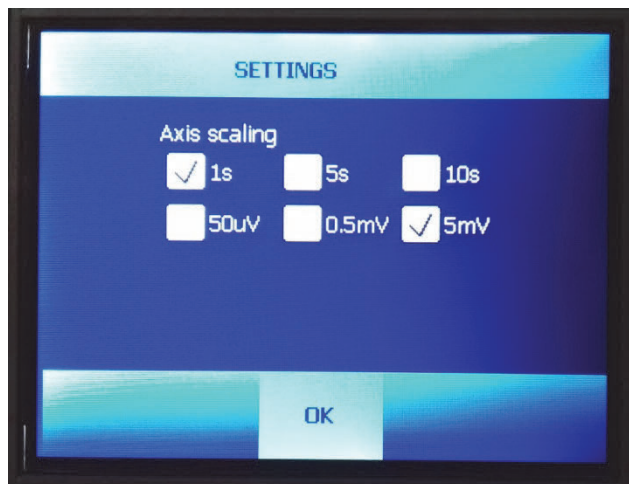 SETTINGS
Axis scaling
1s 5s 10s
50uV 0.5mV 5mV
OK